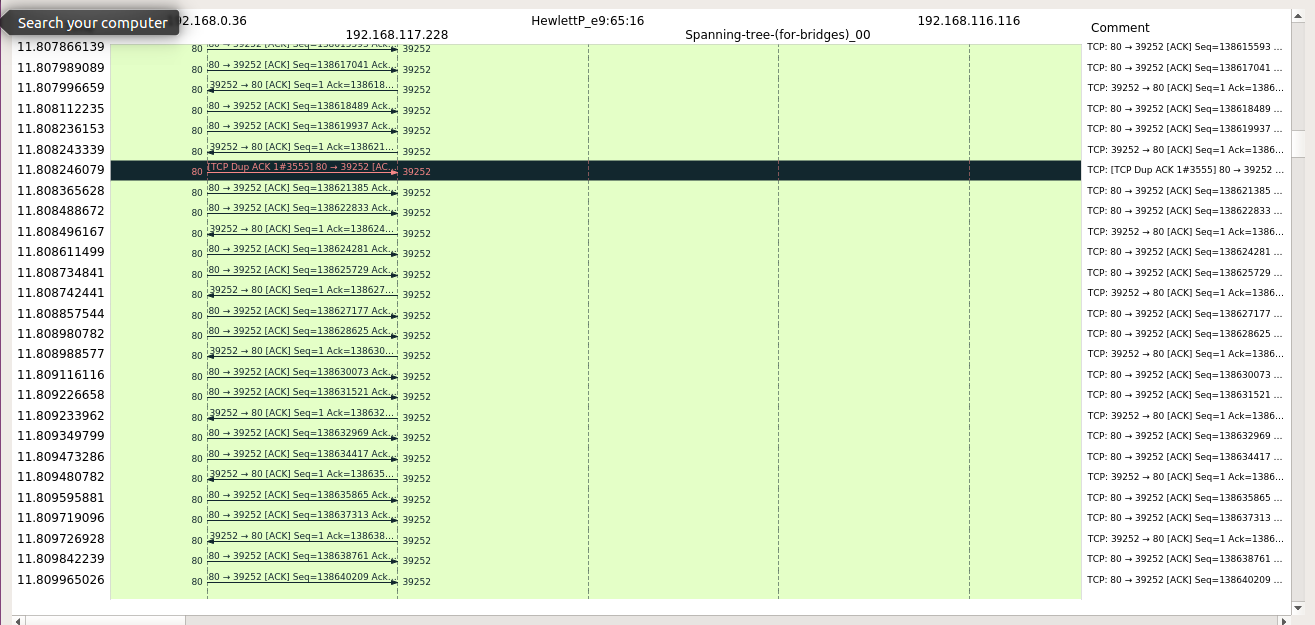 Search your computer
92.168.0.36 HewlettP_e9:65:16 192.168.116.116
192.168.117.228 Spanning-tree-(for-bridges)_00 Comment
11.807866139 80 39252 TCP: 80 → 39252 [ACK] Seq=138615593 ...
11.807989089 80 80 → 39252 [ACK] Seq=138617041 Ack... 39252 TCP: 80 → 39252 [ACK] Seq=138617041 ...
11.807996659 80 39252 → 80 [ACK] Seq=1 Ack=138618... 39252 TCP: 39252 → 80 [ACK] Seq=1 Ack=1386...
11.808112235 80 80 → 39252 [ACK] Seq=138618489 Ack... 39252 TCP: 80 → 39252 [ACK] Seq=138618489 ...
11.808236153 80 80 → 39252 [ACK] Seq=138619937 Ack... 39252 TCP: 80 → 39252 [ACK] Seq=138619937 ...
11.808243339 80 39252 → 80 [ACK] Seq=1 Ack=138621... 39252 TCP: 39252 → 80 [ACK] Seq=1 Ack=1386...
11.808246079 80 [TCP Dup ACK 1#3555] 80 → 39252 [AC... 39252 TCP: [TCP Dup ACK 1#3555] 80 → 39252 ...
11.808365628 80 80 → 39252 [ACK] Seq=138621385 Ack... 39252 TCP: 80 → 39252 [ACK] Seq=138621385 ...
11.808488672 80 80 → 39252 [ACK] Seq=138622833 Ack... 39252 TCP: 80 → 39252 [ACK] Seq=138622833 ...
11.808496167 80 39252 → 80 [ACK] Seq=1 Ack=138624... 39252 TCP: 39252 → 80 [ACK] Seq=1 Ack=1386...
11.808611499 80 80 → 39252 [ACK] Seq=138624281 Ack... 39252 TCP: 80 → 39252 [ACK] Seq=138624281 ...
11.808734841 80 80 → 39252 [ACK] Seq=138625729 Ack... 39252 TCP: 80 → 39252 [ACK] Seq=138625729 ...
11.808742441 80 39252 → 80 [ACK] Seq=1 Ack=138627... 39252 TCP: 39252 → 80 [ACK] Seq=1 Ack=1386...
11.808857544 80 80 → 39252 [ACK] Seq=138627177 Ack... 39252 TCP: 80 → 39252 [ACK] Seq=138627177 ...
11.808980782 80 80 → 39252 [ACK] Seq=138628625 Ack... 39252 TCP: 80 → 39252 [ACK] Seq=138628625 ...
11.808988577 80 39252 → 80 [ACK] Seq=1 Ack=138630... 39252 TCP: 39252 → 80 [ACK] Seq=1 Ack=1386...
11.809116116 80 80 → 39252 [ACK] Seq=138630073 Ack... 39252 TCP: 80 → 39252 [ACK] Seq=138630073 ...
11.809226658 80 80 → 39252 [ACK] Seq=138631521 Ack... 39252 TCP: 80 → 39252 [ACK] Seq=138631521 ...
11.809233962 80 39252 → 80 [ACK] Seq=1 Ack=138632... 39252 TCP: 39252 → 80 [ACK] Seq=1 Ack=1386...
11.809349799 80 80 → 39252 [ACK] Seq=138632969 Ack... 39252 TCP: 80 → 39252 [ACK] Seq=138632969 ...
11.809473286 80 80 → 39252 [ACK] Seq=138634417 Ack... 39252 TCP: 80 → 39252 [ACK] Seq=138634417 ...
11.809480782 80 39252 → 80 [ACK] Seq=1 Ack=138635... 39252 TCP: 39252 → 80 [ACK] Seq=1 Ack=1386...
11.809595881 80 80 → 39252 [ACK] Seq=138635865 Ack... 39252 TCP: 80 → 39252 [ACK] Seq=138635865 ...
11.809719096 80 80 → 39252 [ACK] Seq=138637313 Ack... 39252 TCP: 80 → 39252 [ACK] Seq=138637313 ...
11.809726928 80 39252 → 80 [ACK] Seq=1 Ack=138638... 39252 TCP: 39252 → 80 [ACK] Seq=1 Ack=1386...
11.809842239 80 80 → 39252 [ACK] Seq=138638761 Ack... 39252 TCP: 80 → 39252 [ACK] Seq=138638761 ...
11.809965026 80 80 → 39252 [ACK] Seq=138640209 Ack... 39252 TCP: 80 → 39252 [ACK] Seq=138640209 ...